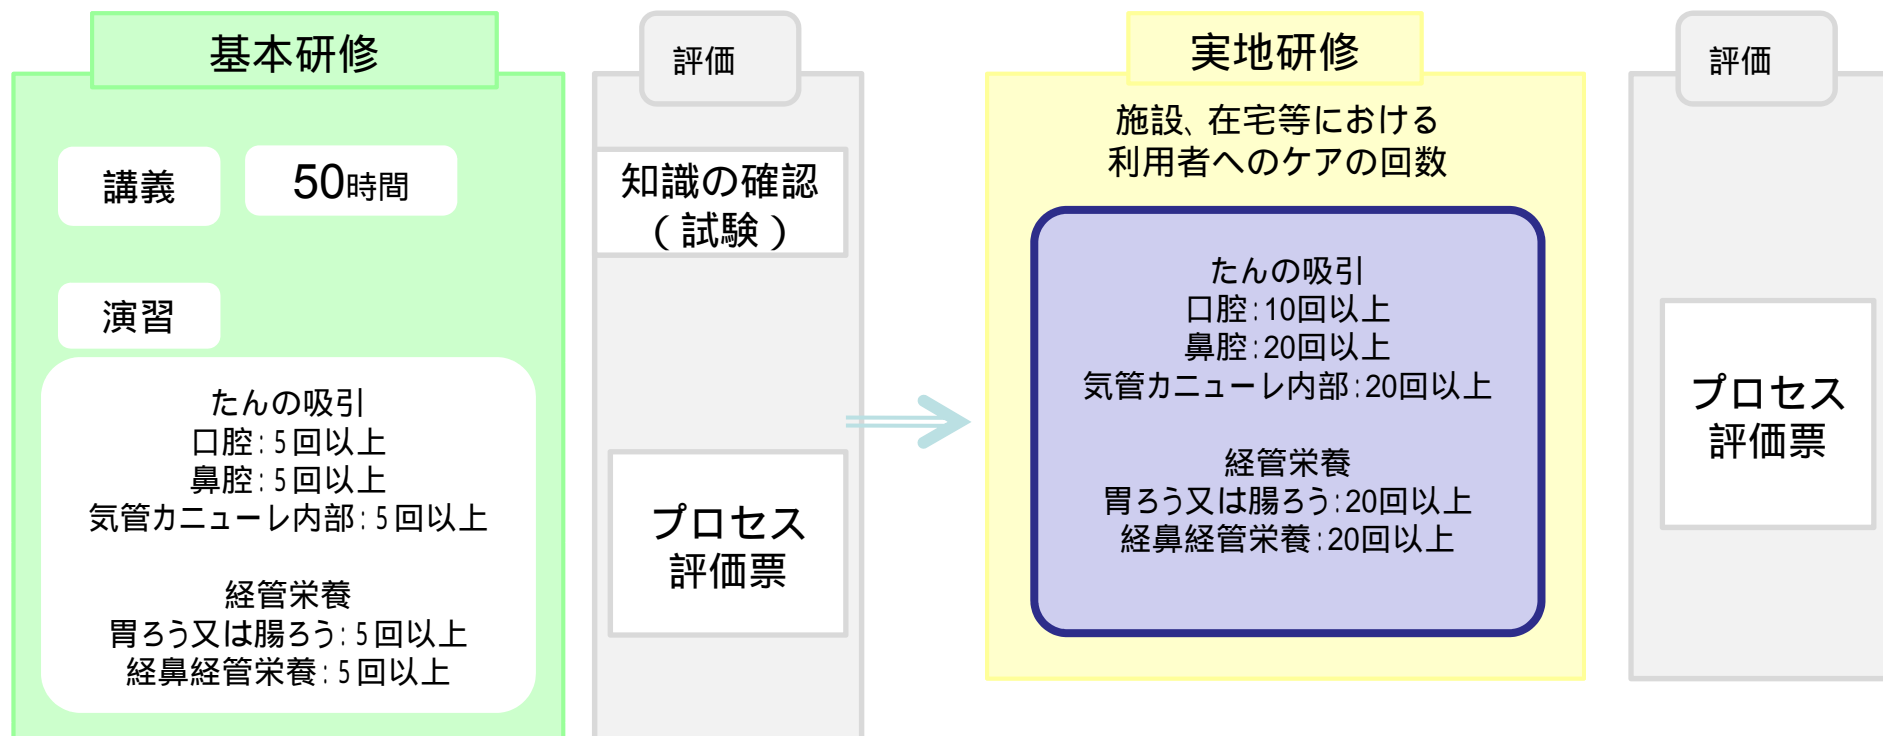 基本研修
講義
50時間
演習
たんの吸引
口腔:5回以上
鼻腔:5回以上
気管カニューレ内部:5回以上
経管栄養
胃ろう又は腸ろう:5回以上
経鼻経管栄養:5回以上
評価
知識の確認
(試験)
プロセス
評価票
実地研修
施設、在宅等における
利用者へのケアの回数
たんの吸引
口腔:10回以上
鼻腔:20回以上
気管カニューレ内部:20回以上
経管栄養
胃ろう又は腸ろう:20回以上
経鼻経管栄養:20回以上
評価
プロセス
評価票